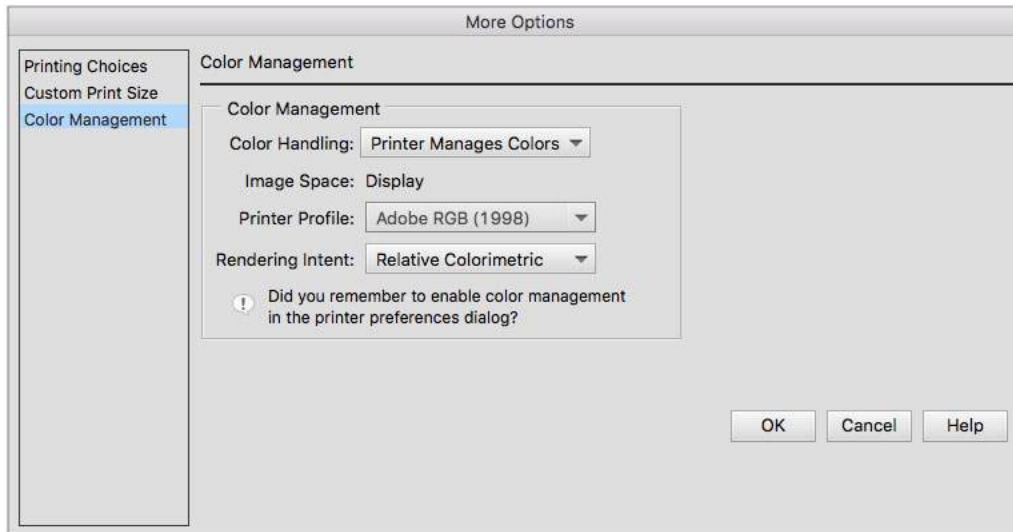 More Options
Printing Choices
Custom Print Size
Color Management
Color Management
Color Management
Color Handling: Printer Manages Colors
Image Space: Display
Printer Profile: Adobe RGB (1998)
Rendering Intent: Relative Colorimetric
! Did you remember to enable color management
in the printer preferences dialog?
OK Cancel Help